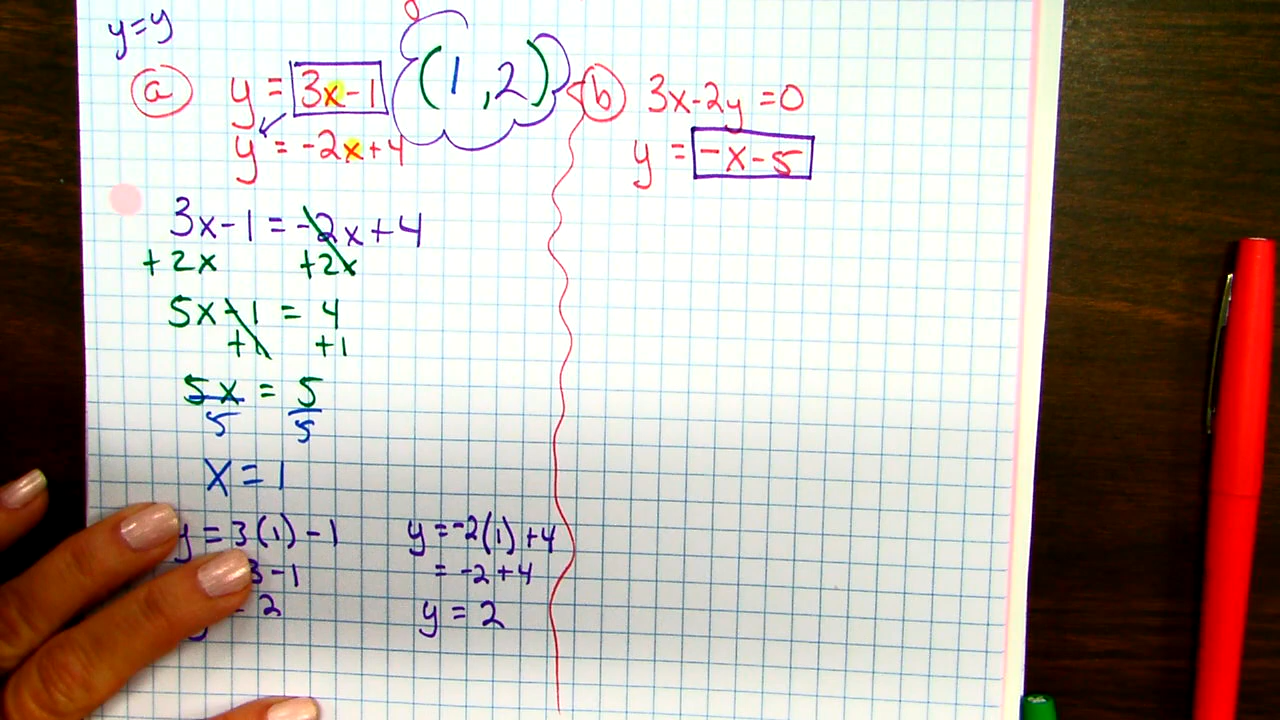 y=y
a y = 3x-1 (1,2)
y = -2x+4
3x-1 = -2x+4
+2x +2x
5x-1 = 4
+1 +1
5x = 5
5 5
x = 1
y = 3(1)-1 y = -2(1)+4
3-1 = -2+4
2 y = 2
b 3x-2y = 0
y = -x-5